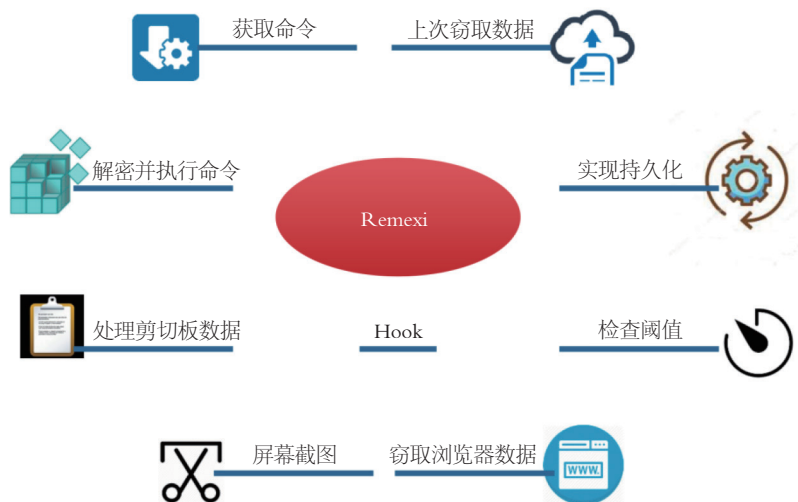 获取命令
上次窃取数据
解密并执行命令
实现持久化
Remexi
处理剪切板数据
Hook
检查阈值
屏幕截图
窃取浏览器数据
WWW.